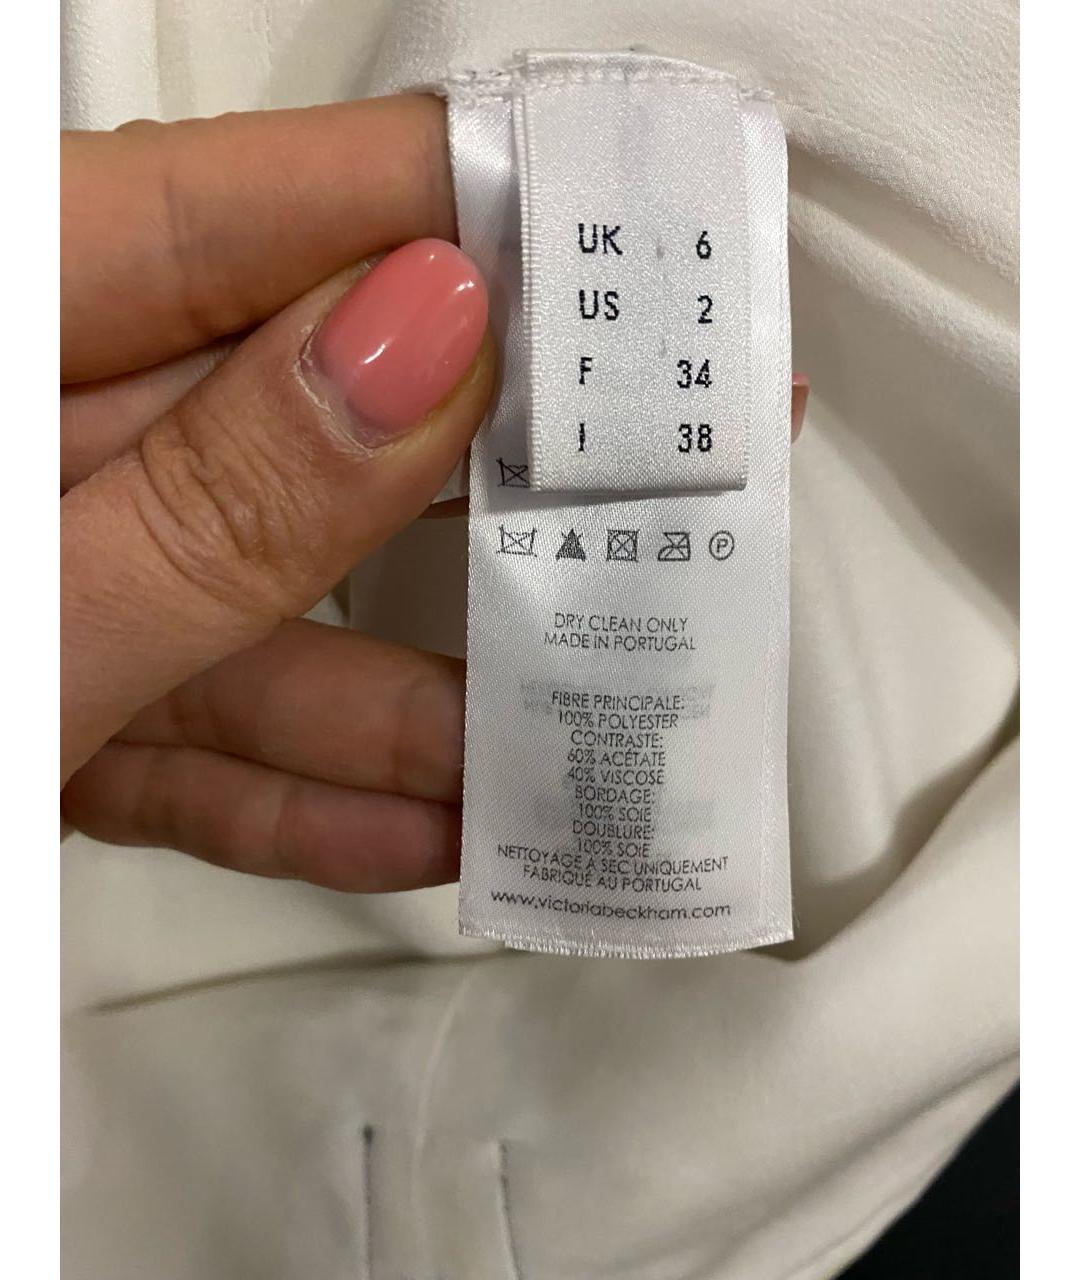 UK 6
US 2
F 34
I 38
P
DRY CLEAN ONLY
MADE IN PORTUGAL
FIBRE PRINCIPALE:
100% POLYESTER
CONTRASTE:
60% ACÉTATE
40% VISCOSE
BORDAGE:
100% SOIE
DOUBLURE:
100% SOIE
NETTOYAGE A SEC UNIQUEMENT
FABRIQUÉ AU PORTUGAL
www.victoriabeckham.com